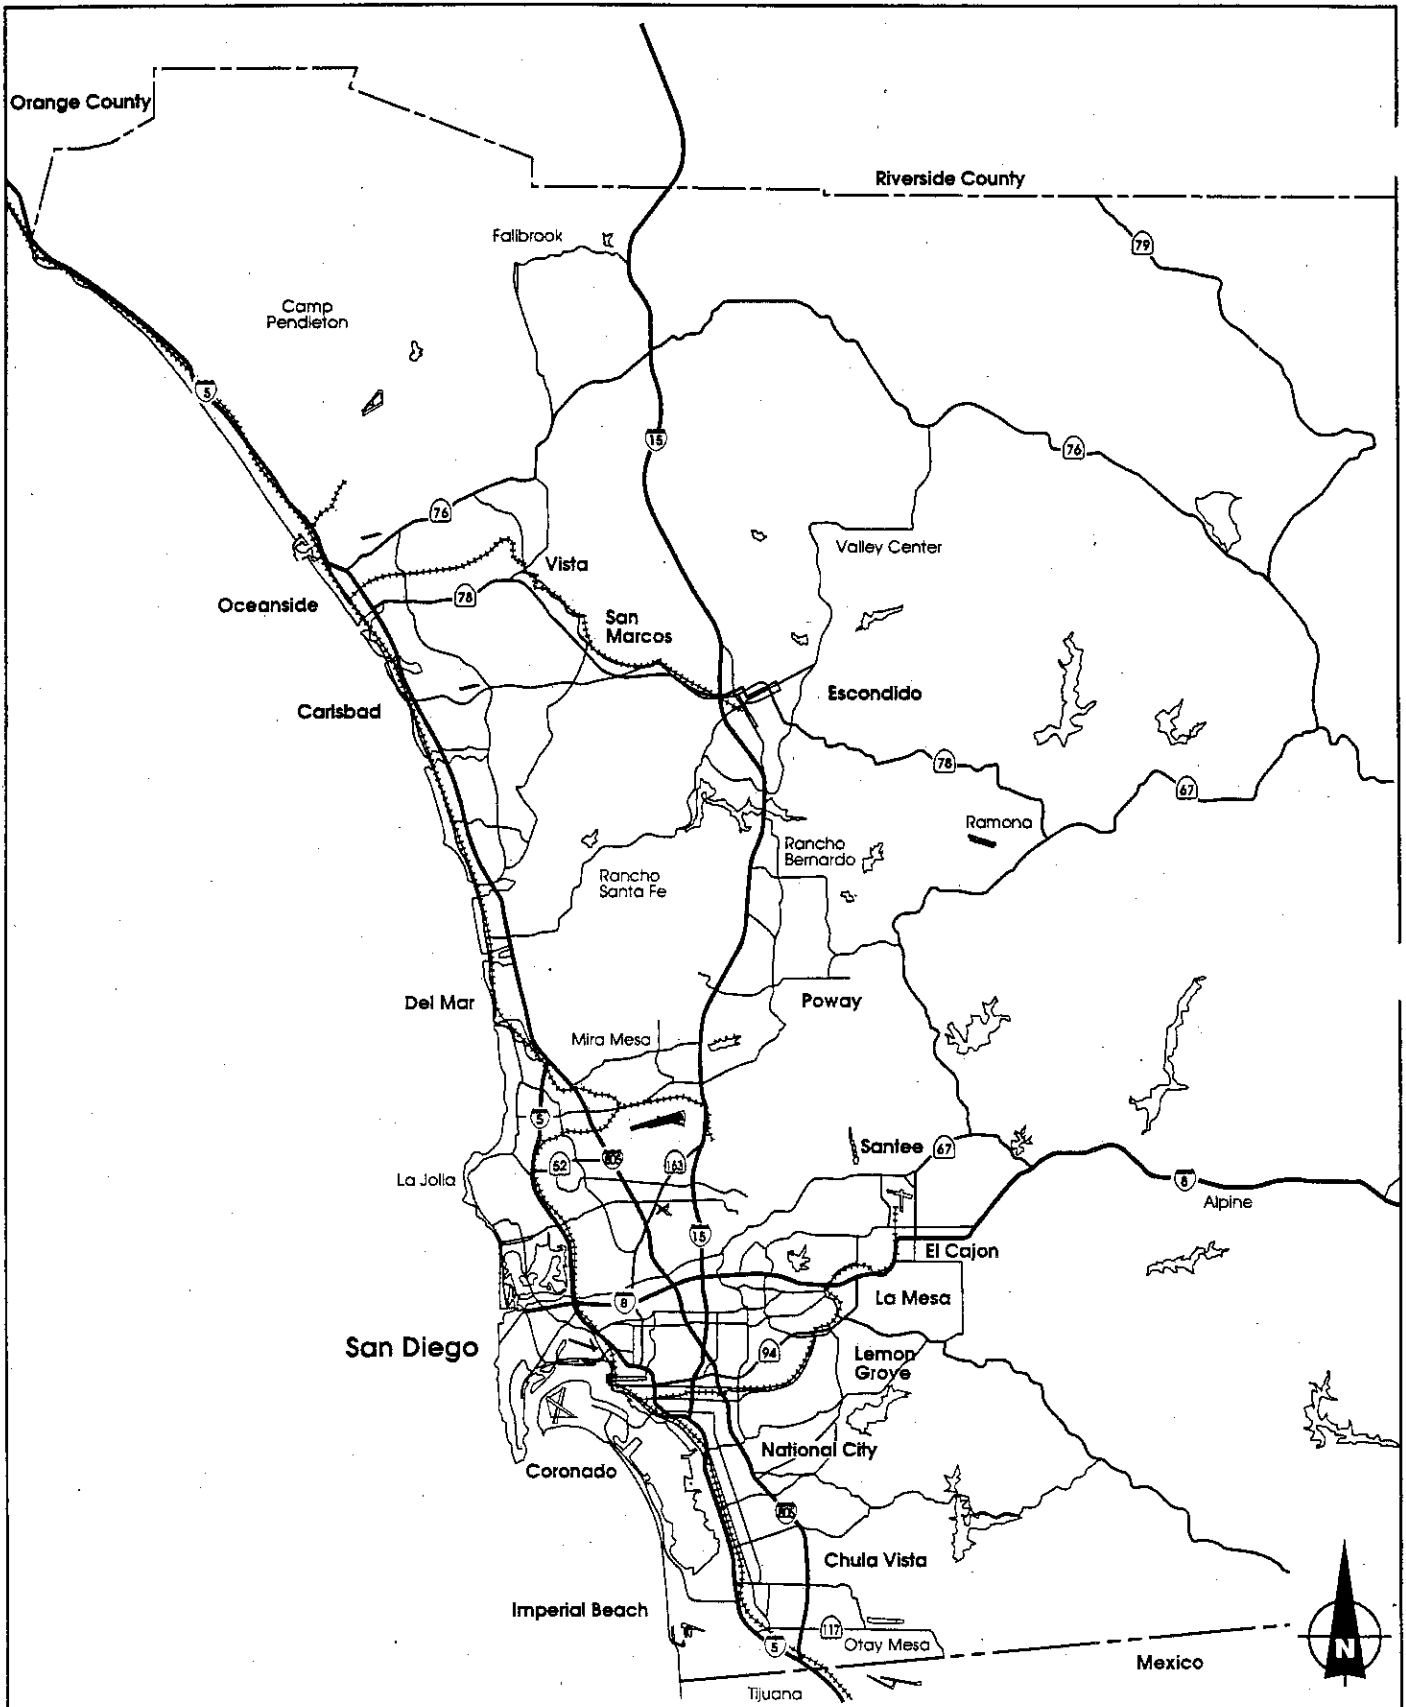 Orange County
Riverside County
79
Fallbrook
Camp
Pendleton
5
15
76
76
Valley Center
Vista
78
Oceanside
San
Marcos
Escondido
Carlsbad
78
67
Ramona
Rancho
Bernardo
Rancho
Santa Fe
Del Mar
Poway
Mira Mesa
5
Santee
67
52
805
163
La Jolla
8
Alpine
15
El Cajon
8
La Mesa
San Diego
94
Lemon
Grove
National City
Coronado
805
Chula Vista
Imperial Beach
117
5
Otay Mesa
N
Mexico
Tijuana